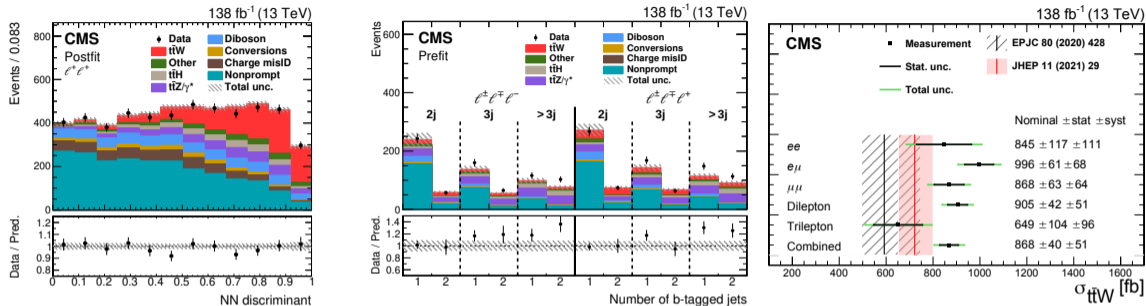 138 fb⁻¹ (13 TeV)
CMS
Postfit
ℓ⁺ℓ⁺
Data
tt̄W
Other
tt̄H
tt̄Z/γ*
Diboson
Conversions
Charge misID
Nonprompt
Total unc.
Events / 0.083
800
600
400
200
0
Data / Pred.
1.2
1.0
0.8
0 0.1 0.2 0.3 0.4 0.5 0.6 0.7 0.8 0.9 1
NN discriminant
138 fb⁻¹ (13 TeV)
CMS
Prefit
Data
tt̄W
Other
tt̄H
tt̄Z/γ*
Diboson
Conversions
Charge misID
Nonprompt
Total unc.
ℓ±ℓ∓ℓ⁻ ℓ±ℓ∓ℓ⁺
2j 3j >3j 2j 3j >3j
Events
600
400
200
0
Data / Pred.
1.4
1.2
1
0.8
0.6
1 2 1 2 1 2 1 2 1 2 1 2
Number of b-tagged jets
138 fb⁻¹ (13 TeV)
CMS
Measurement
Stat. unc.
Total unc.
EPJC 80 (2020) 428
JHEP 11 (2021) 29
Nominal ±stat ±syst
ee 845 ±117 ±111
eμ 996 ±61 ±68
μμ 868 ±63 ±64
Dilepton 905 ±42 ±51
Trilepton 649 ±104 ±96
Combined 868 ±40 ±51
200 400 600 800 1000 1200 1400 1600
σtt̄W [fb]